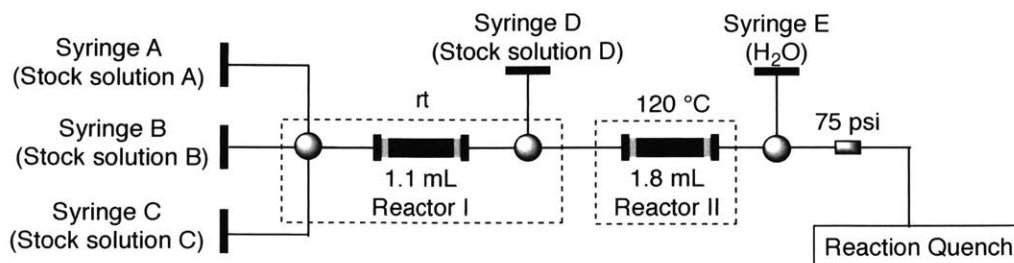 Syringe A
(Stock solution A)
Syringe B
(Stock solution B)
Syringe C
(Stock solution C)
rt
1.1 mL
Reactor I
Syringe D
(Stock solution D)
120 °C
1.8 mL
Reactor II
Syringe E
(H₂O)
75 psi
Reaction Quench